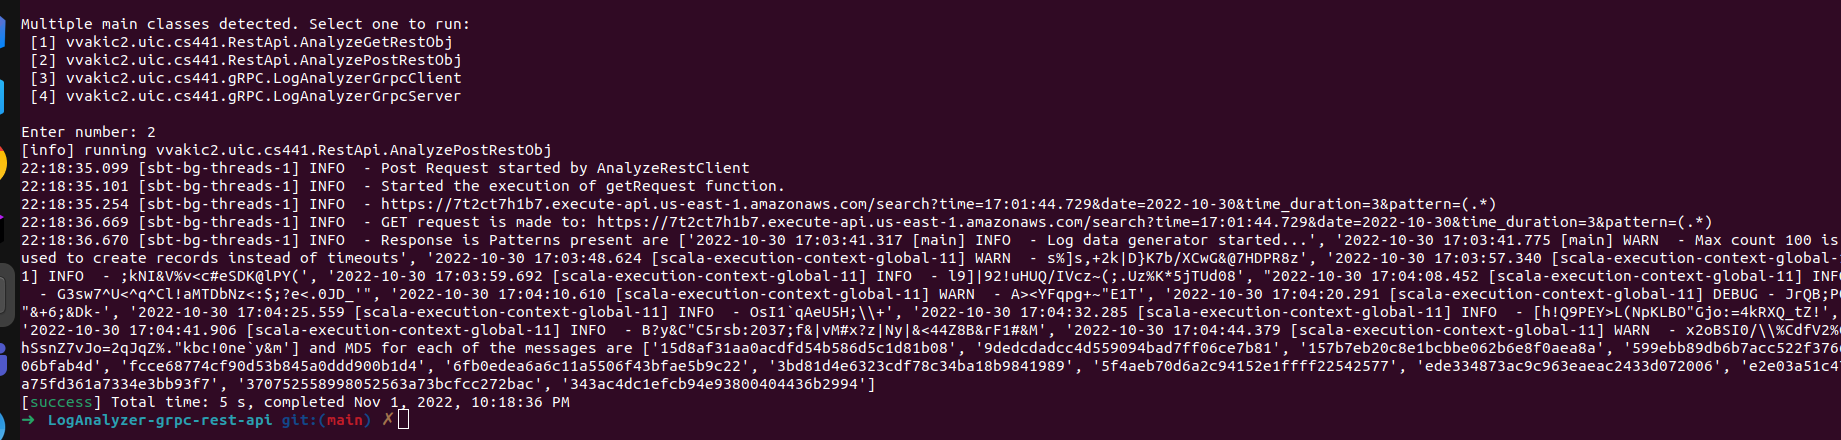 Multiple main classes detected. Select one to run:
 [1] vvakic2.uic.cs441.RestApi.AnalyzeGetRestObj
 [2] vvakic2.uic.cs441.RestApi.AnalyzePostRestObj
 [3] vvakic2.uic.cs441.gRPC.LogAnalyzerGrpcClient
 [4] vvakic2.uic.cs441.gRPC.LogAnalyzerGrpcServer
Enter number: 2
[info] running vvakic2.uic.cs441.RestApi.AnalyzePostRestObj
22:18:35.099 [sbt-bg-threads-1] INFO  - Post Request started by AnalyzeRestClient
22:18:35.101 [sbt-bg-threads-1] INFO  - Started the execution of getRequest function.
22:18:35.254 [sbt-bg-threads-1] INFO  - https://7t2ct7h1b7.execute-api.us-east-1.amazonaws.com/search?time=17:01:44.729&date=2022-10-30&time_duration=3&pattern=(.*)
22:18:36.669 [sbt-bg-threads-1] INFO  - GET request is made to: https://7t2ct7h1b7.execute-api.us-east-1.amazonaws.com/search?time=17:01:44.729&date=2022-10-30&time_duration=3&pattern=(.*)
22:18:36.670 [sbt-bg-threads-1] INFO  - Response is Patterns present are ['2022-10-30 17:03:41.317 [main] INFO  - Log data generator started...', '2022-10-30 17:03:41.775 [main] WARN  - Max count 100 is
used to create records instead of timeouts', '2022-10-30 17:03:48.624 [scala-execution-context-global-11] WARN  - s%]s,+2k|D}K7b/XCwG&@7HDPR8z', '2022-10-30 17:03:57.340 [scala-execution-context-global-
1] INFO  - ;kNI&V%v<c#eSDK@lPY(', '2022-10-30 17:03:59.692 [scala-execution-context-global-11] INFO  - l9]|92!uHUQ/IVcz~(;.Uz%K*5jTUd08', "2022-10-30 17:04:08.452 [scala-execution-context-global-11] INFO
  - G3sw7^U<^q^Cl!aMTDbNz<:$;?e<.0JD_'", '2022-10-30 17:04:10.610 [scala-execution-context-global-11] WARN  - A><YFqpg+~"E1T', '2022-10-30 17:04:20.291 [scala-execution-context-global-11] DEBUG - JrQB;P
"&+6;&Dk-', '2022-10-30 17:04:25.559 [scala-execution-context-global-11] INFO  - OsI1`qAeU5H;\\+', '2022-10-30 17:04:32.285 [scala-execution-context-global-11] INFO  - [h!Q9PEY>L(NpKLBO"Gjo:=4kRXQ_tZ!',
'2022-10-30 17:04:41.906 [scala-execution-context-global-11] INFO  - B?y&C"C5rsb:2037;f&|vM#x?z|Ny|&<44Z8B&rF1#&M', '2022-10-30 17:04:44.379 [scala-execution-context-global-11] WARN  - x2oBSI0/\\%CdfV2%
hSsnZ7vJo=2qJqZ%."kbc!0ne`y&m'] and MD5 for each of the messages are ['15d8af31aa0acdfd54b586d5c1d81b08', '9dedcdadcc4d559094bad7ff06ce7b81', '157b7eb20c8e1bcbbe062b6e8f0aea8a', '599ebb89db6b7acc522f376
06bfab4d', 'fcce68774cf90d53b845a0ddd900b1d4', '6fb0edea6a6c11a5506f43bfae5b9c22', '3bd81d4e6323cdf78c34ba18b9841989', '5f4aeb70d6a2c94152e1ffff22542577', 'ede334873ac9c963eaeac2433d072006', 'e2e03a51c4
a75fd361a7334e3bb93f7', '370752558998052563a73bcfcc272bac', '343ac4dc1efcb94e93800404436b2994']
[success] Total time: 5 s, completed Nov 1, 2022, 10:18:36 PM
➜  LogAnalyzer-grpc-rest-api git:(main) ✗